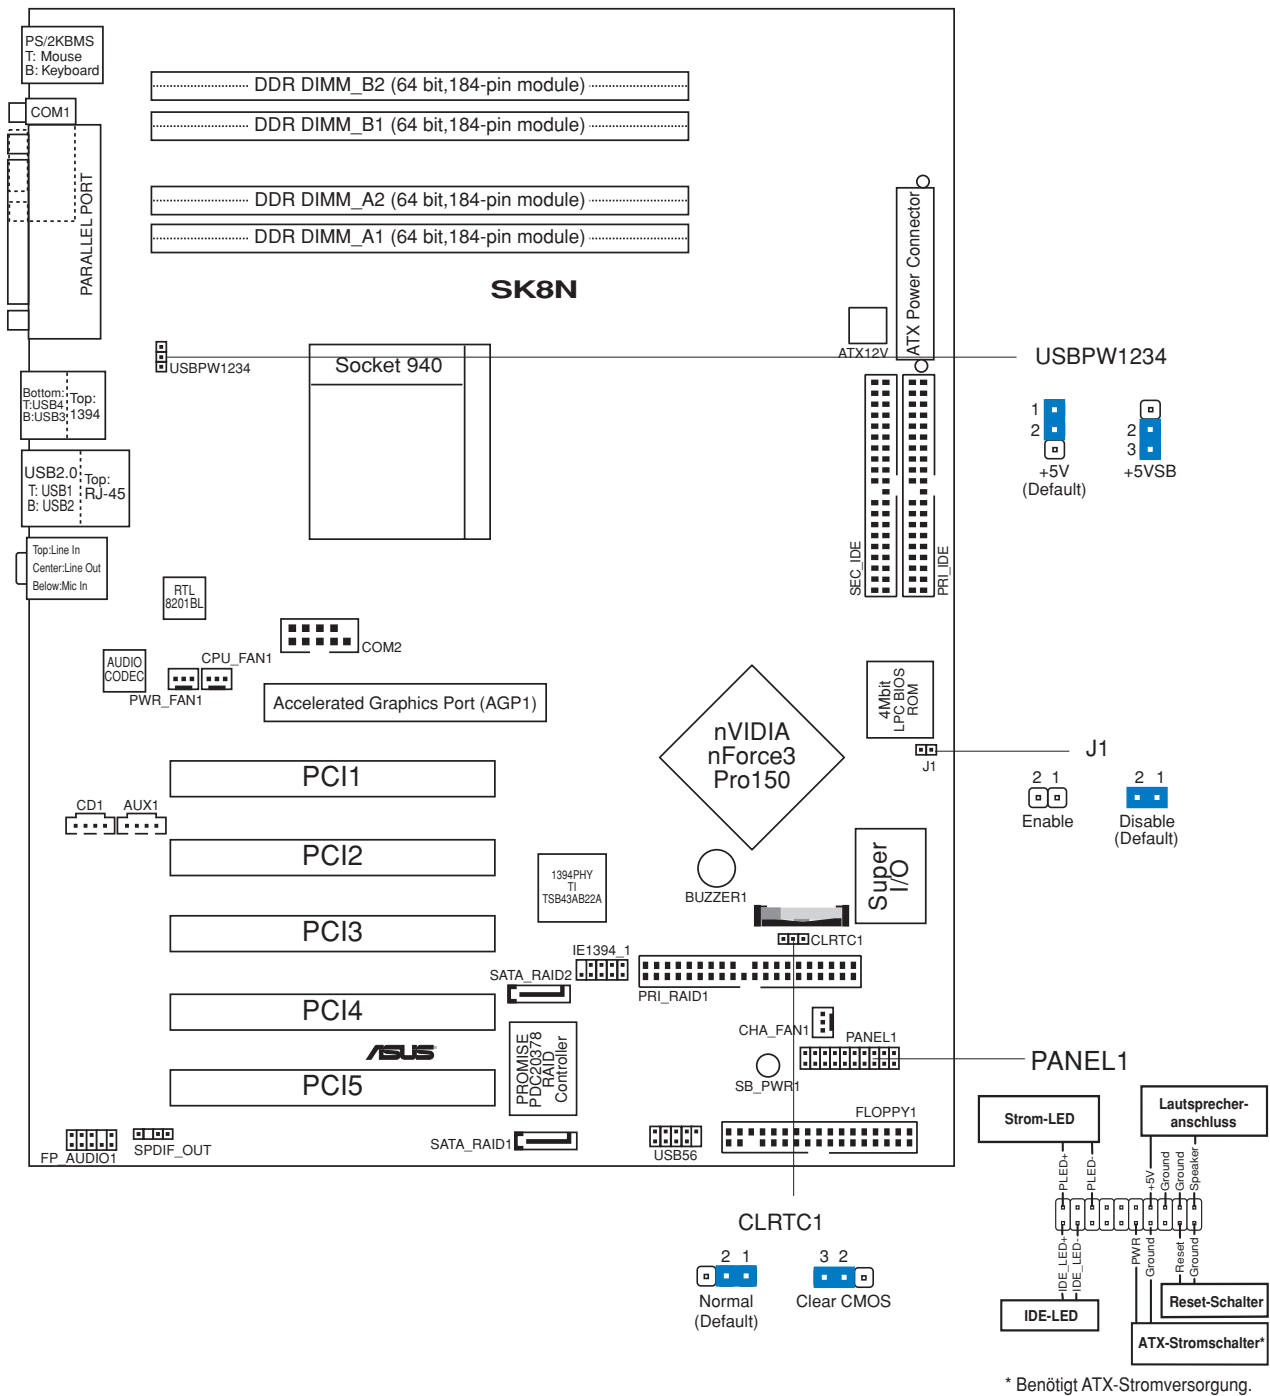 PS/2KBMS
T: Mouse
B: Keyboard
COM1
PARALLEL PORT
DDR DIMM_B2 (64 bit,184-pin module)
DDR DIMM_B1 (64 bit,184-pin module)
DDR DIMM_A2 (64 bit,184-pin module)
DDR DIMM_A1 (64 bit,184-pin module)
SK8N
ATX Power Connector
ATX12V
USBPW1234
Socket 940
USBPW1234
Bottom:
T:USB4
B:USB3
Top:
1394
1
2
+5V
(Default)
2
3
+5VSB
USB2.0
T: USB1
B: USB2
Top:
RJ-45
Top:Line In
Center:Line Out
Below:Mic In
SEC_IDE
PRI_IDE
RTL
8201BL
COM2
AUDIO
CODEC
CPU_FAN1
PWR_FAN1
Accelerated Graphics Port (AGP1)
4Mbit
LPC BIOS
ROM
nVIDIA
nForce3
Pro150
J1
J1
2 1
Enable
2 1
Disable
(Default)
PCI1
CD1
AUX1
PCI2
1394PHY
TI
TSB43AB22A
BUZZER1
Super
I/O
PCI3
CLRTC1
IE1394_1
SATA_RAID2
PRI_RAID1
PCI4
CHA_FAN1
PANEL1
PANEL1
ASUS
PROMISE
PDC20378
RAID
Controller
SB_PWR1
PCI5
FLOPPY1
FP_AUDIO1
SPDIF_OUT
SATA_RAID1
USB56
Strom-LED
Lautsprecher-
anschluss
PLED+
PLED-
+5V
Ground
Ground
Speaker
IDE_LED+
IDE_LED-
PWR
Ground
Reset
Ground
IDE-LED
Reset-Schalter
ATX-Stromschalter*
CLRTC1
2 1
Normal
(Default)
3 2
Clear CMOS
* Benötigt ATX-Stromversorgung.